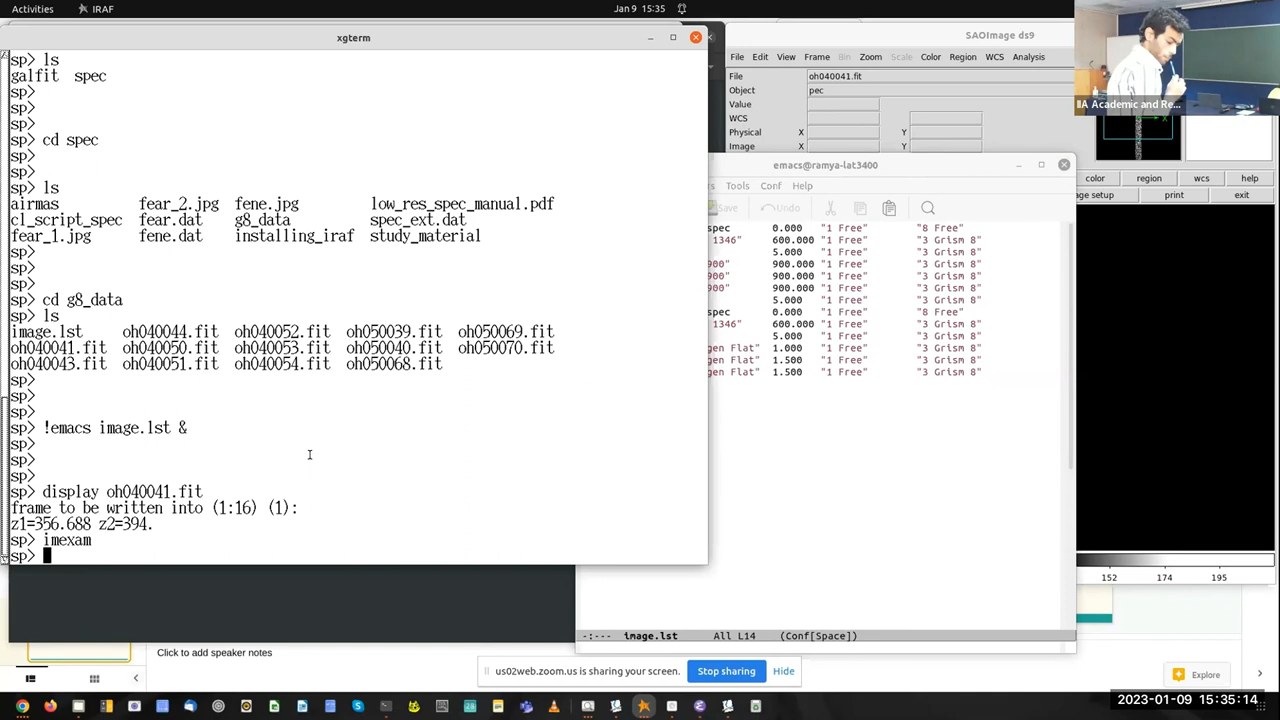 Activities IRAF Jan 9 15:35
xgterm
sp> ls
galfit spec
sp>
sp>
sp>
sp> cd spec
sp>
sp>
sp> ls
airmas fear_2.jpg fene.jpg low_res_spec_manual.pdf
cl_script_spec fear.dat g8_data spec_ext.dat
fear_1.jpg fene.dat installing_iraf study_material
sp>
sp>
sp>
sp> cd g8_data
sp> ls
image.lst oh040044.fit oh040052.fit oh050039.fit oh050069.fit
oh040041.fit oh040050.fit oh040053.fit oh050040.fit oh050070.fit
oh040043.fit oh040051.fit oh040054.fit oh050068.fit
sp>
sp>
sp>
sp> !emacs image.lst &
sp>
sp>
sp>
sp> display oh040041.fit
frame to be written into (1:16) (1):
z1=356.688 z2=394.
sp> imexam
sp>
SAOImage ds9
File Edit View Frame Bin Zoom Scale Color Region WCS Analysis
File oh040041.fit
Object pec
Value
WCS
Physical X Y
Image X Y
X
IIA Academic and Re...
color region wcs help
age setup print exit
152 174 195
emacs@ramya-lat3400
rs Tools Conf Help
Save Undo
spec 0.000 "1 Free" "8 Free"
1346" 600.000 "1 Free" "3 Grism 8"
5.000 "1 Free" "3 Grism 8"
900" 900.000 "1 Free" "3 Grism 8"
900" 900.000 "1 Free" "3 Grism 8"
900" 900.000 "1 Free" "3 Grism 8"
5.000 "1 Free" "3 Grism 8"
spec 0.000 "1 Free" "8 Free"
1346" 600.000 "1 Free" "3 Grism 8"
5.000 "1 Free" "3 Grism 8"
gen Flat" 1.000 "1 Free" "3 Grism 8"
gen Flat" 1.500 "1 Free" "3 Grism 8"
gen Flat" 1.500 "1 Free" "3 Grism 8"
-:--- image.lst All L14 (Conf[Space])
Click to add speaker notes
us02web.zoom.us is sharing your screen. Stop sharing Hide
Explore
2023-01-09 15:35:14